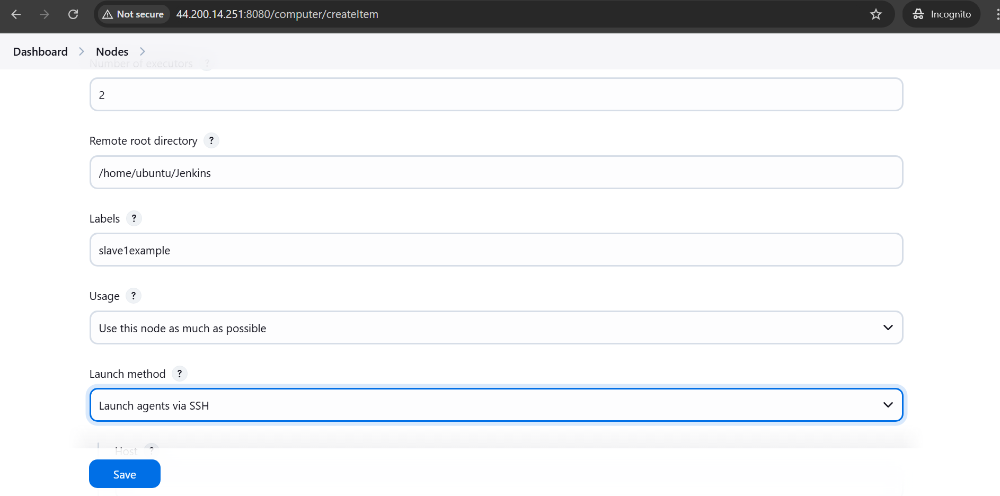 Not secure 44.200.14.251:8080/computer/createItem Incognito
Dashboard > Nodes >
Number of executors ?
2
Remote root directory ?
/home/ubuntu/Jenkins
Labels ?
slave1example
Usage ?
Use this node as much as possible
Launch method ?
Launch agents via SSH
Host ?
Save